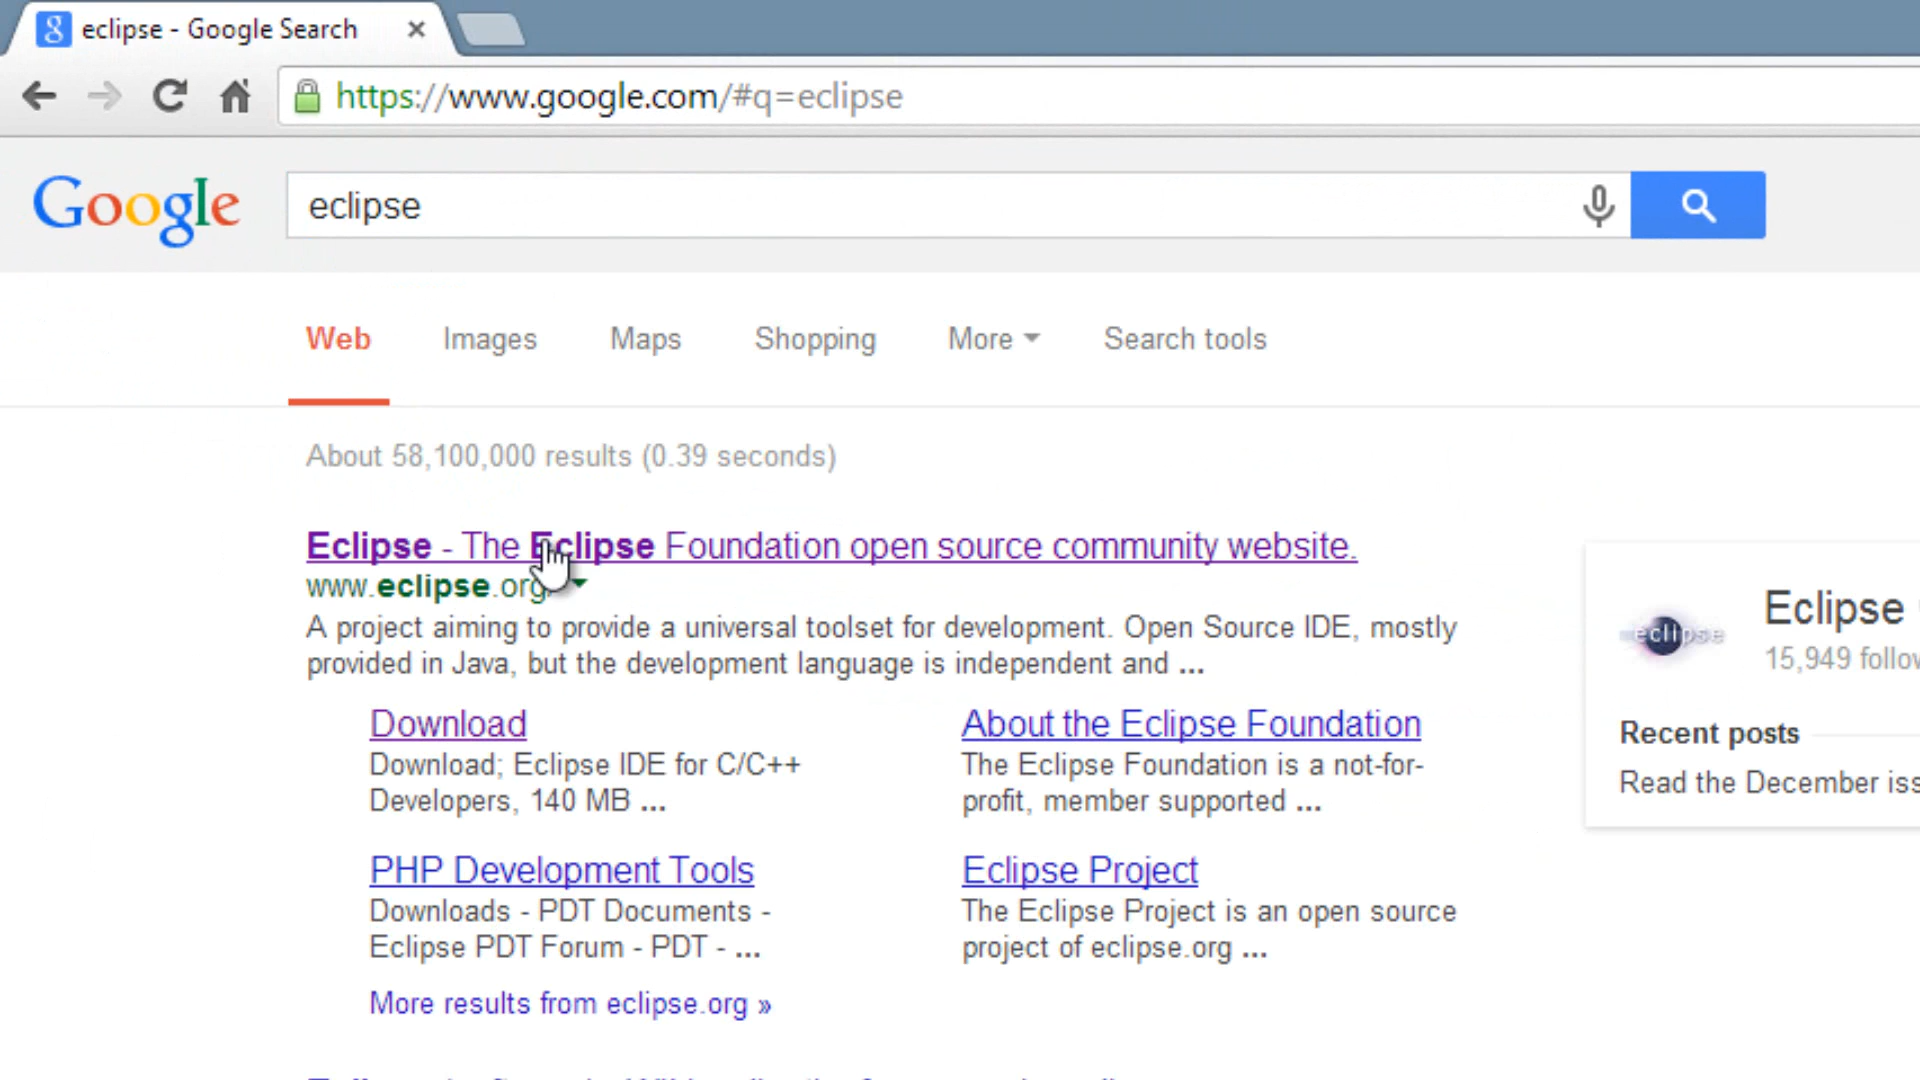 eclipse - Google Search
https://www.google.com/#q=eclipse
Google
eclipse
Web Images Maps Shopping More Search tools
About 58,100,000 results (0.39 seconds)
Eclipse - The Eclipse Foundation open source community website.
www.eclipse.org/
A project aiming to provide a universal toolset for development. Open Source IDE, mostly
provided in Java, but the development language is independent and ...
Download
Download; Eclipse IDE for C/C++
Developers, 140 MB ...
About the Eclipse Foundation
The Eclipse Foundation is a not-for-
profit, member supported ...
PHP Development Tools
Downloads - PDT Documents -
Eclipse PDT Forum - PDT - ...
Eclipse Project
The Eclipse Project is an open source
project of eclipse.org ...
More results from eclipse.org »
eclipse
Eclipse
15,949
Recent posts
Read the December